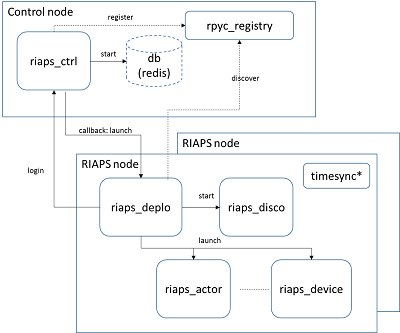 Control node
register
rpyc_registry
riaps_ctrl
start
db
(redis)
discover
callback: launch
login
RIAPS node
RIAPS node
timesync*
riaps_deplo
start
riaps_disco
launch
riaps_actor
riaps_device